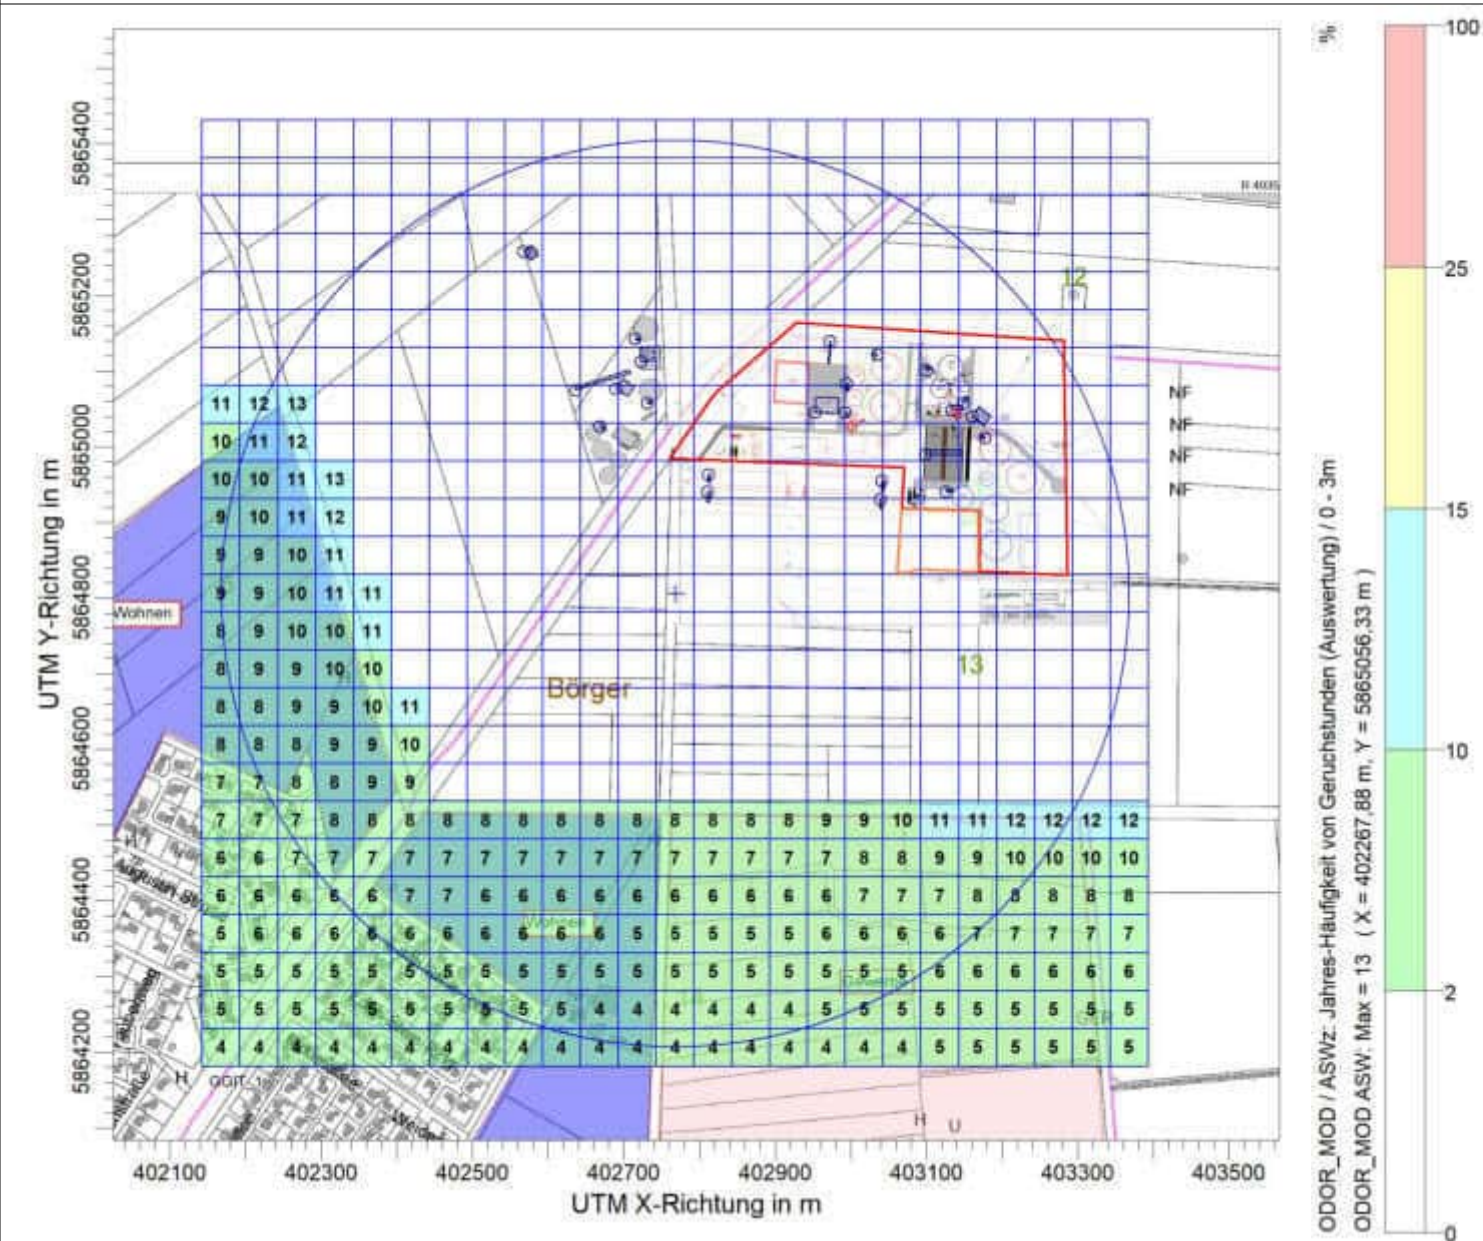 %
100
25
15
10
2
0
ODOR_MOD / ASWz: Jahres-Häufigkeit von Geruchstunden (Auswertung) / 0 - 3m
ODOR_MOD ASW: Max = 13 ( X = 402267,88 m, Y = 5865056,33 m )
UTM Y-Richtung in m
5865400
5865200
5865000
5864800
5864600
5864400
5864200
12
NF
NF
NF
NF
11 12 13
10 11 12
10 10 11 13
9 10 11 12
9 9 10 11
9 9 10 11 11
Wohnen
8 9 10 10 11
8 9 9 10 10
13
Börger
8 8 9 9 10 11
8 8 8 9 9 10
7 7 8 8 9 9
7 7 7 8 8 8 8 8 8 8 8 8 8 8 8 8 9 9 10 11 11 12 12 12 12
6 6 7 7 7 7 7 7 7 7 7 7 7 7 7 7 7 8 8 9 9 10 10 10 10
6 6 6 6 6 7 7 6 6 6 6 6 6 6 6 6 6 7 7 7 8 8 8 8 8
Wohnen
5 6 6 6 6 6 6 6 6 6 6 5 5 5 5 5 6 6 6 6 7 7 7 7 7
5 5 5 5 5 5 5 5 5 5 5 5 5 5 5 5 5 5 5 6 6 6 6 6 6
5 5 5 5 5 5 5 5 5 5 4 4 4 4 4 4 5 5 5 5 5 5 5 5 5
4 4 4 4 4 4 4 4 4 4 4 4 4 4 4 4 4 4 4 5 5 5 5 5 5
H
H
U
402100
402300
402500
402700
402900
403100
403300
403500
UTM X-Richtung in m